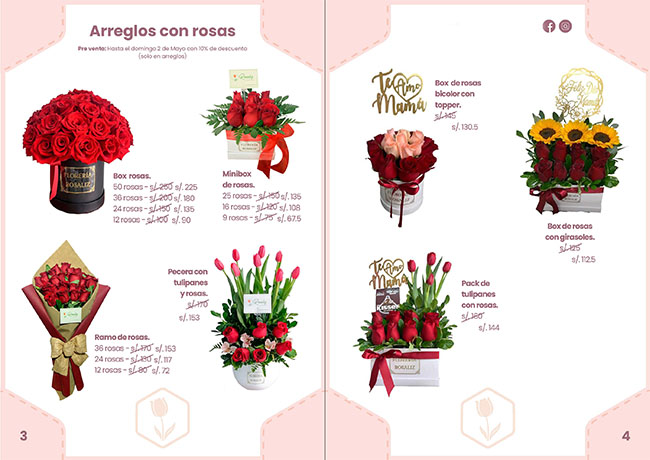 Arreglos con rosas
Pre venta: Hasta el domingo 2 de Mayo con 10% de descuento
(solo en arreglos)
FLORERÍA
ROSALIZ
Box rosas.
50 rosas - s/.250 s/.225
36 rosas - s/.200 s/.180
24 rosas - s/.150 s/.135
12 rosas - s/.100 s/.90
Minibox
de rosas.
25 rosas - s/.150 s/.135
16 rosas - s/.120 s/.108
9 rosas - s/.75 s/.67.5
Ramo de rosas.
36 rosas - s/.170 s/.153
24 rosas - s/.130 s/.117
12 rosas - s/.80 s/.72
Pecera con
tulipanes
y rosas.
s/.170
s/.153
3
Te
Amo
Mamá
Box de rosas
bicolor con
topper.
s/.145
s/.130.5
Box de rosas
con girasoles.
s/.125
s/.112.5
Te
Amo
Mamá
Kisses
ROSALIZ
Pack de
tulipanes
con rosas.
s/.160
s/.144
4